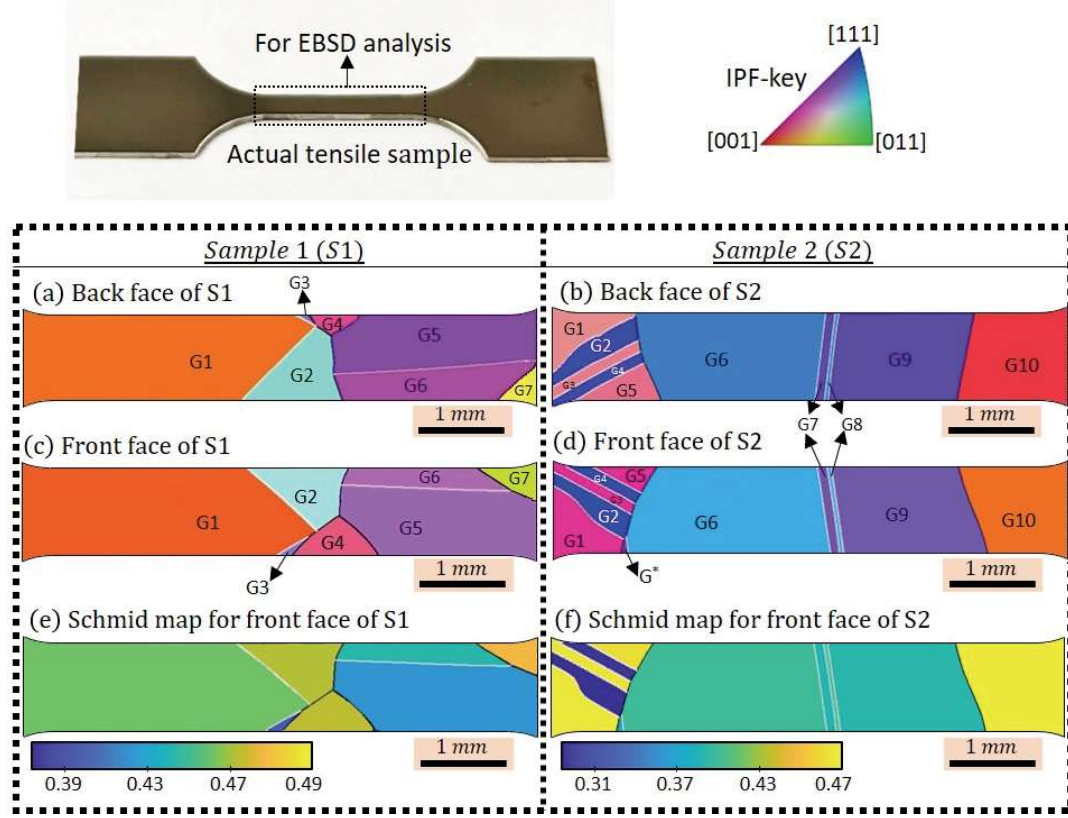 For EBSD analysis
Actual tensile sample
[111]
IPF-key
[001]
[011]
Sample 1 (S1)
Sample 2 (S2)
(a) Back face of S1
G3
G1
G2
G4
G5
G6
G7
1 mm
(b) Back face of S2
G1
G2
G3
G4
G5
G6
G9
G10
1 mm
G7
G8
(c) Front face of S1
G1
G2
G6
G7
G5
G4
G3
1 mm
(d) Front face of S2
G4
G5
G3
G2
G1
G6
G9
G10
G*
1 mm
(e) Schmid map for front face of S1
0.39
0.43
0.47
0.49
1 mm
(f) Schmid map for front face of S2
0.31
0.37
0.43
0.47
1 mm